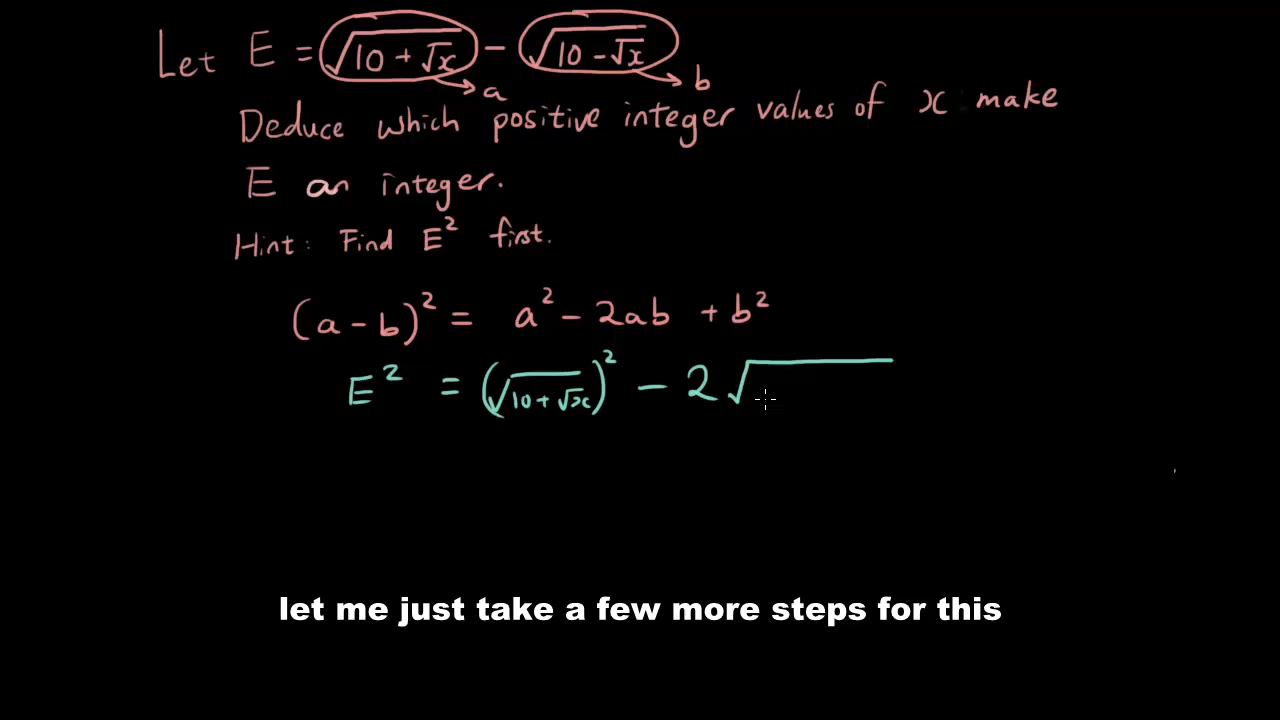 Let E = √(10 + √x) − √(10 − √x)
a b
Deduce which positive integer values of x make
E an integer.
Hint: Find E² first.
(a − b)² = a² − 2ab + b²
E² = (√(10 + √x))² − 2√
let me just take a few more steps for this